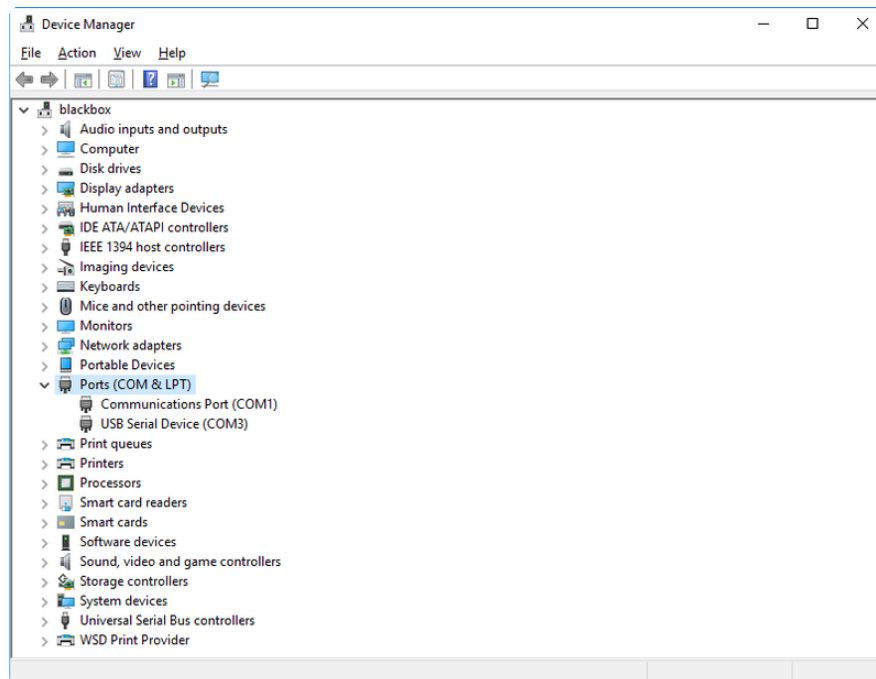 Device Manager
File Action View Help
blackbox
Audio inputs and outputs
Computer
Disk drives
Display adapters
Human Interface Devices
IDE ATA/ATAPI controllers
IEEE 1394 host controllers
Imaging devices
Keyboards
Mice and other pointing devices
Monitors
Network adapters
Portable Devices
Ports (COM & LPT)
Communications Port (COM1)
USB Serial Device (COM3)
Print queues
Printers
Processors
Smart card readers
Smart cards
Software devices
Sound, video and game controllers
Storage controllers
System devices
Universal Serial Bus controllers
WSD Print Provider